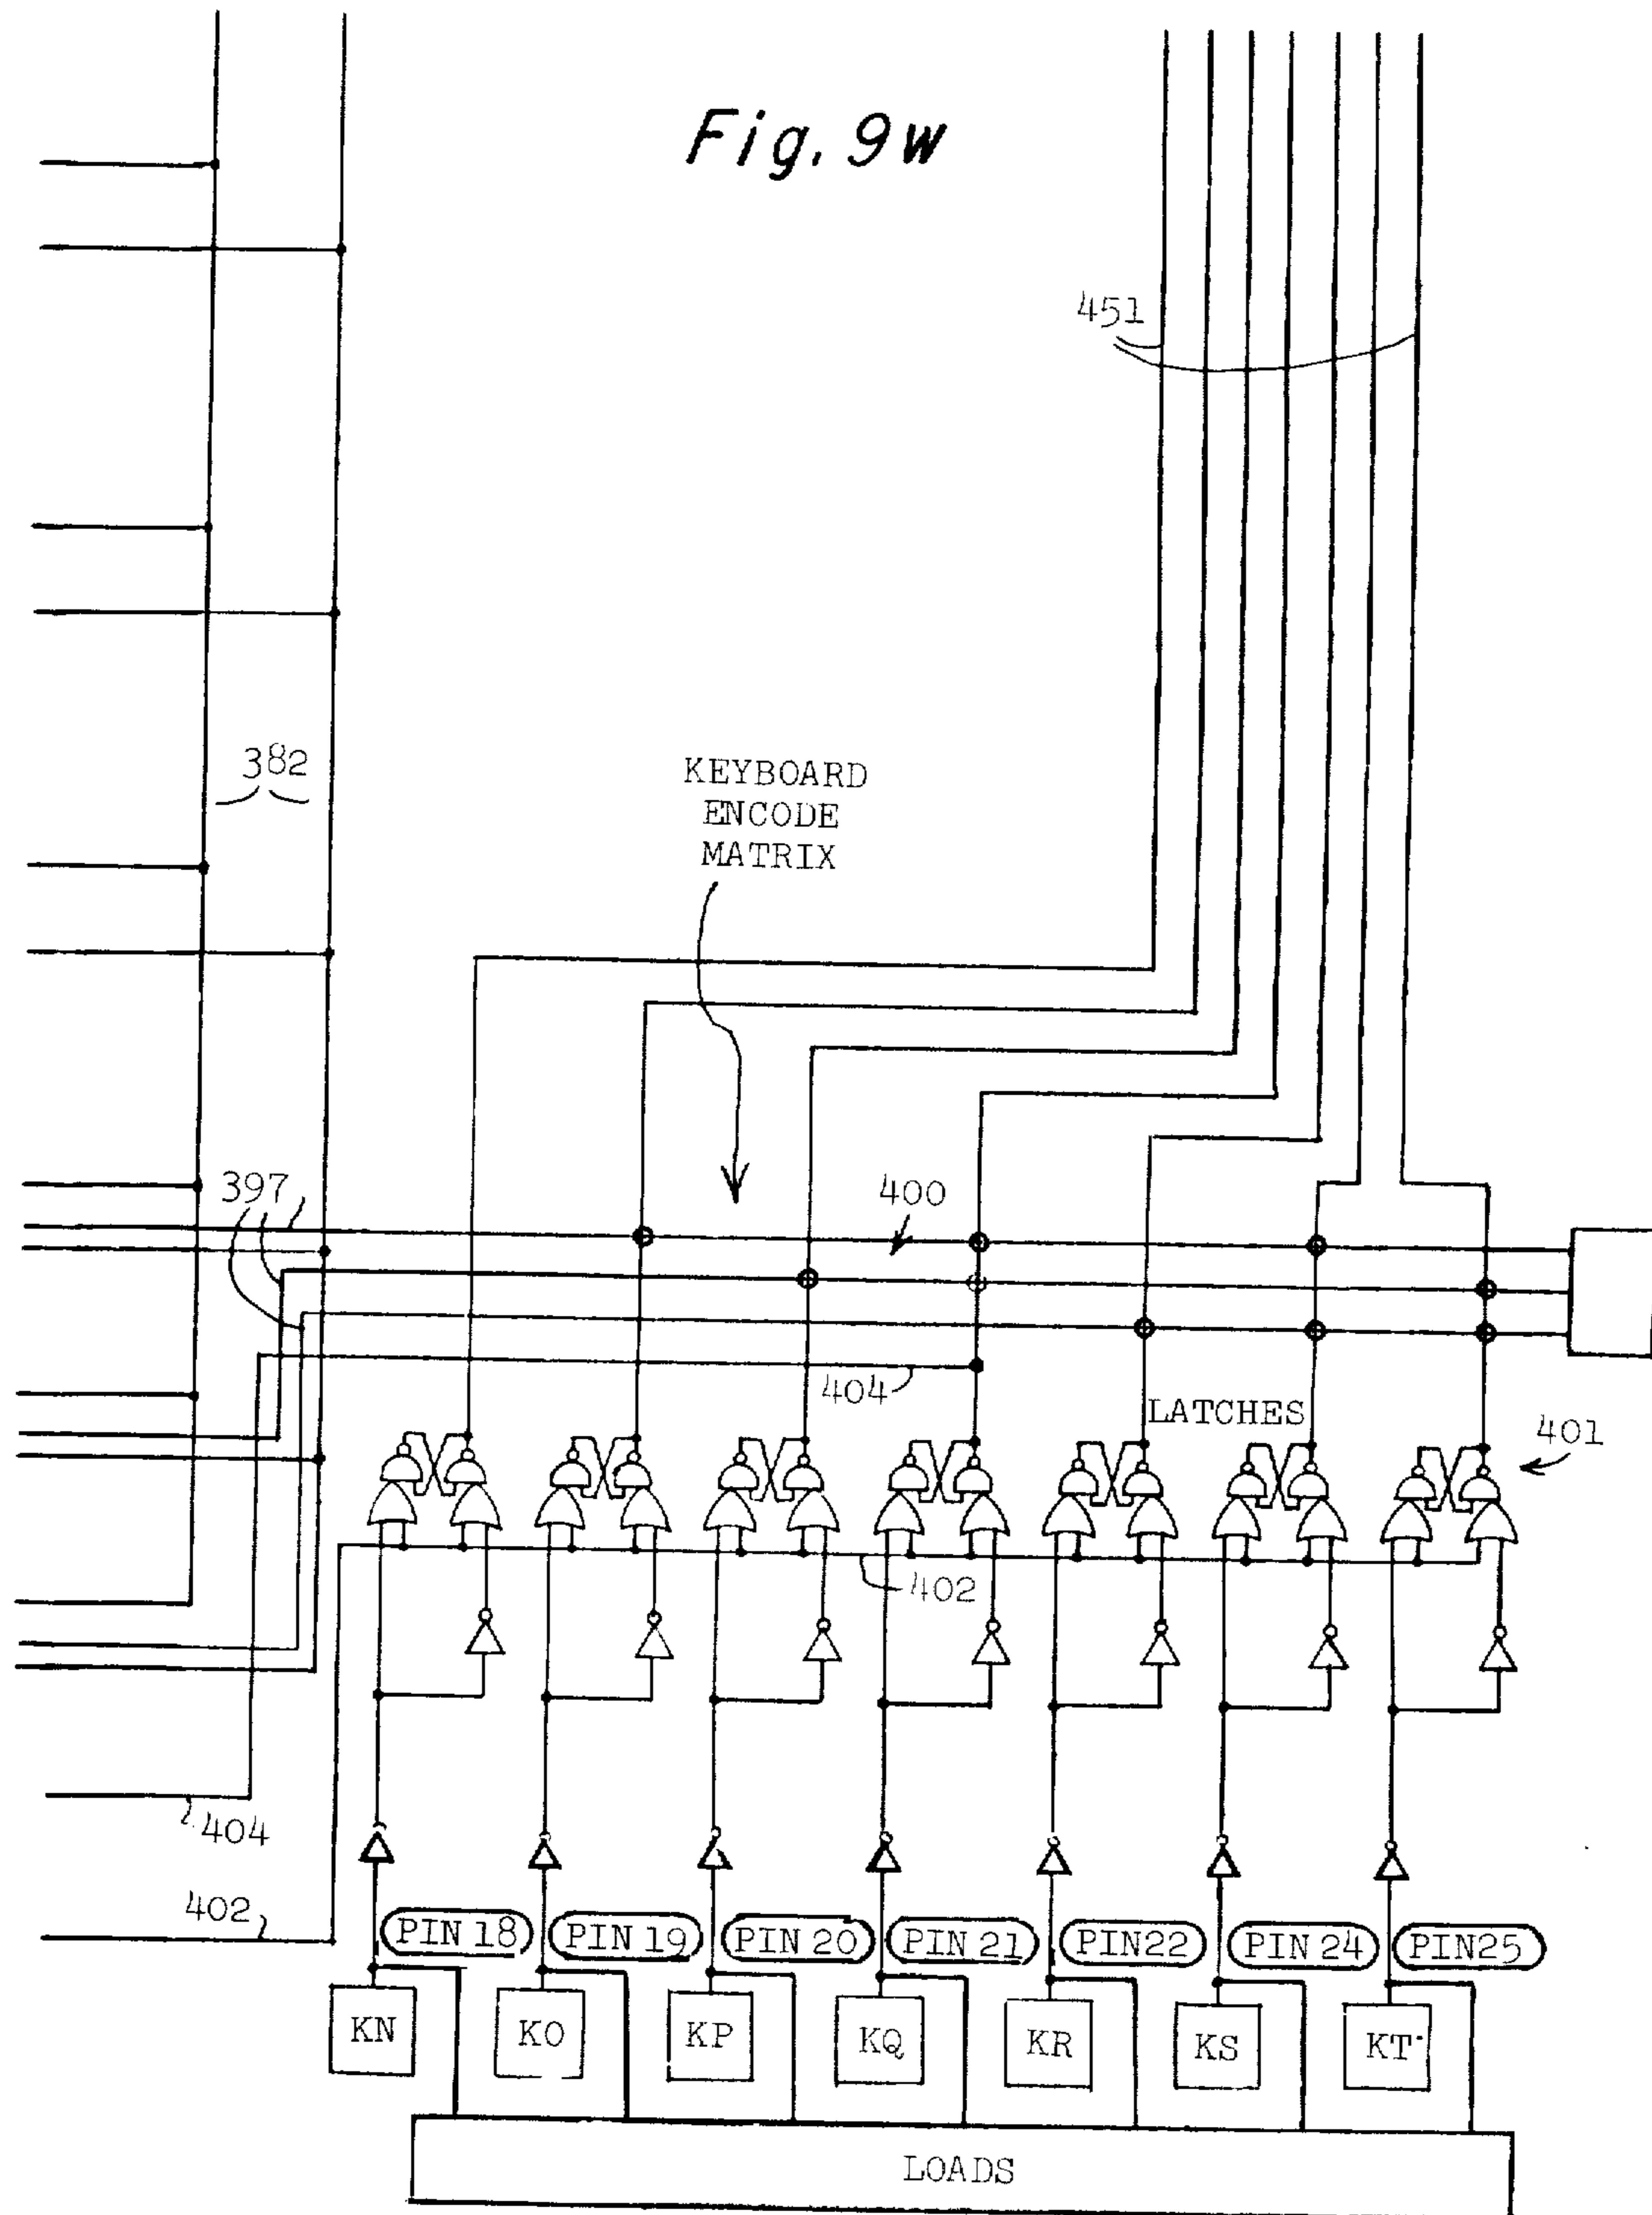 Fig. 9w
451
382
KEYBOARD
ENCODE
MATRIX
397
400
404
LATCHES
401
402
404
402
PIN 18
PIN 19
PIN 20
PIN 21
PIN22
PIN 24
PIN25
KN
KO
KP
KQ
KR
KS
KT
LOADS